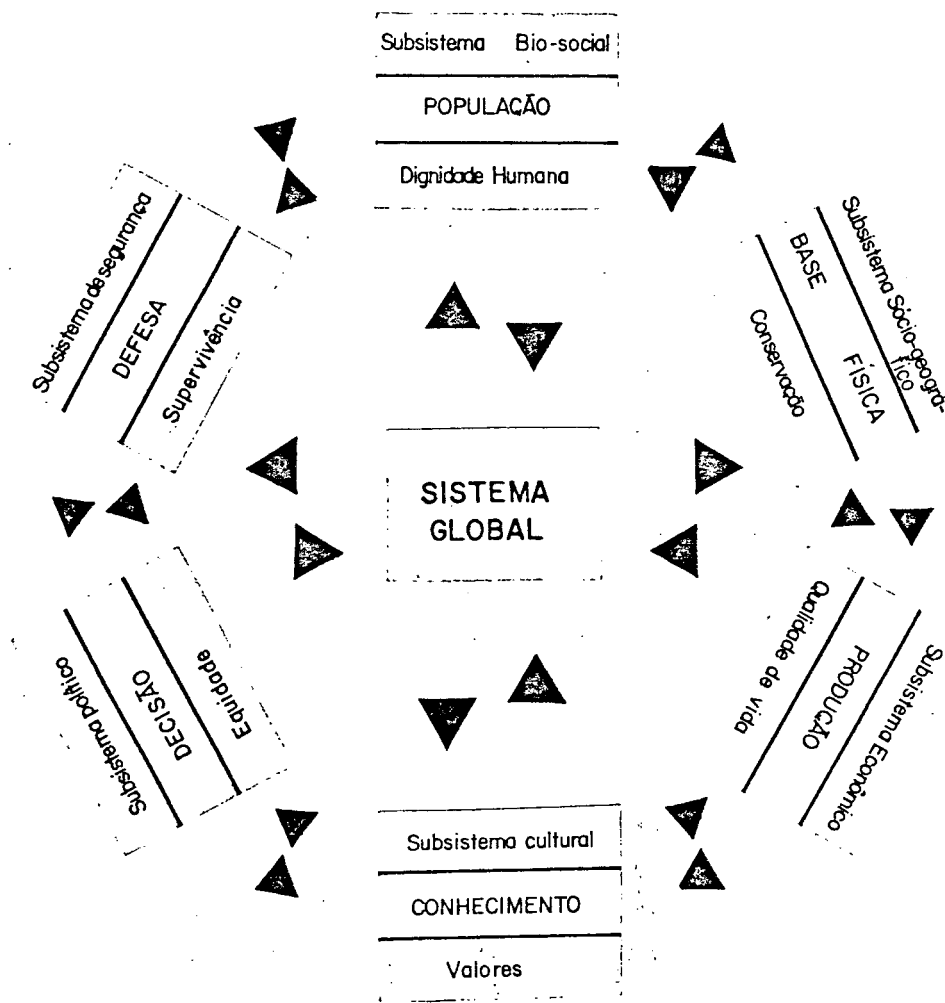 Subsistema Bio-social
POPULAÇÃO
Dignidade Humana
Subsistema de segurança
DEFESA
Supervivência
Subsistema Sócio-geográ-
fico
BASE FÍSICA
Conservação
SISTEMA
GLOBAL
Subsistema político
DECISÃO
Equidade
Qualidade de vida
PRODUÇÃO
Subsistema Econômico
Subsistema cultural
CONHECIMENTO
Valores